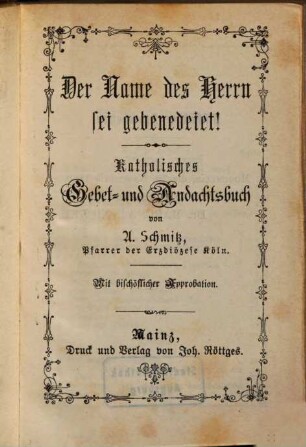 Der Name des Herrn
sei gebenedeiet!
Katholisches
Gebet- und Andachtsbuch
von
A. Schmitz,
Pfarrer der Erzdiözese Köln.
Mit bischöflicher Approbation.
Mainz,
Druck und Verlag von Joh. Röttges.